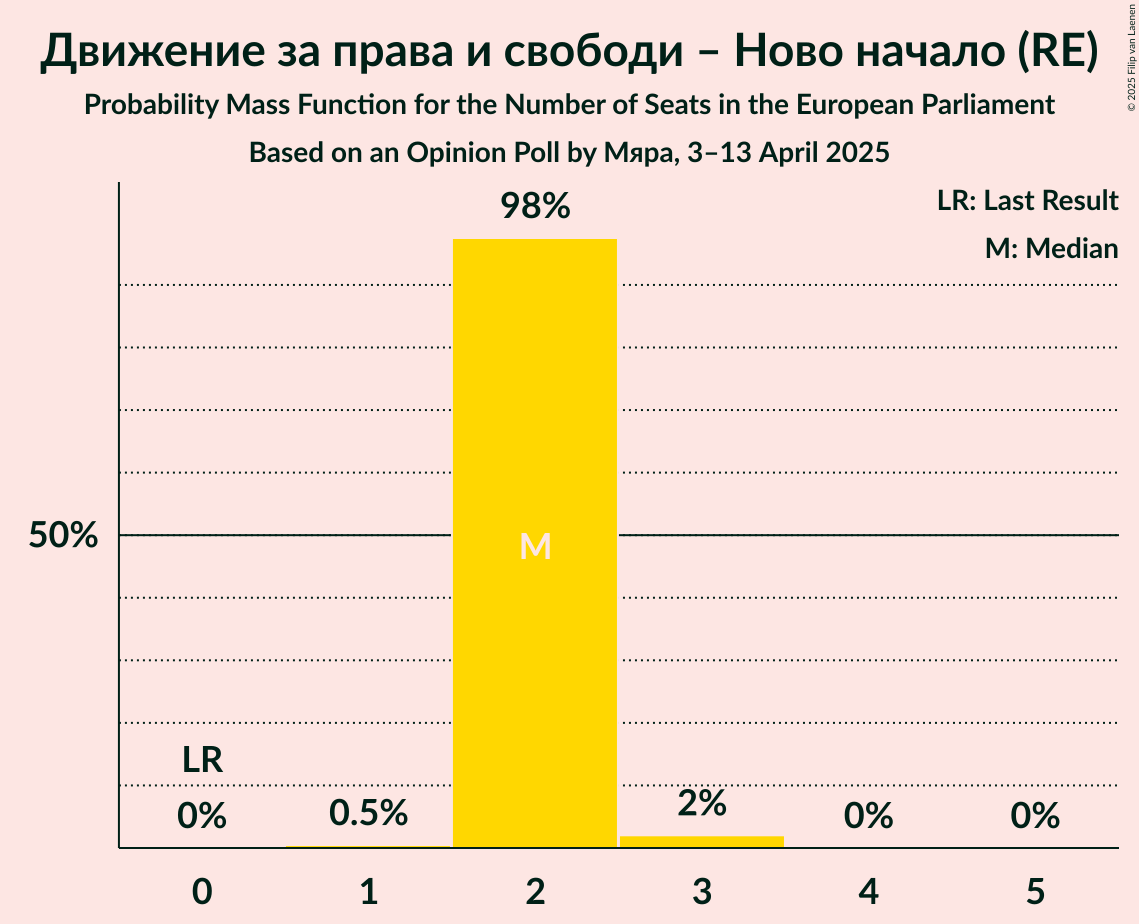 Движение за права и свободи – Ново начало (RE)
Probability Mass Function for the Number of Seats in the European Parliament
Based on an Opinion Poll by Мяра, 3–13 April 2025
© 2025 Filip van Laenen
LR: Last Result
M: Median
98%
50%
M
LR
0%
0.5%
2%
0%
0%
0
1
2
3
4
5